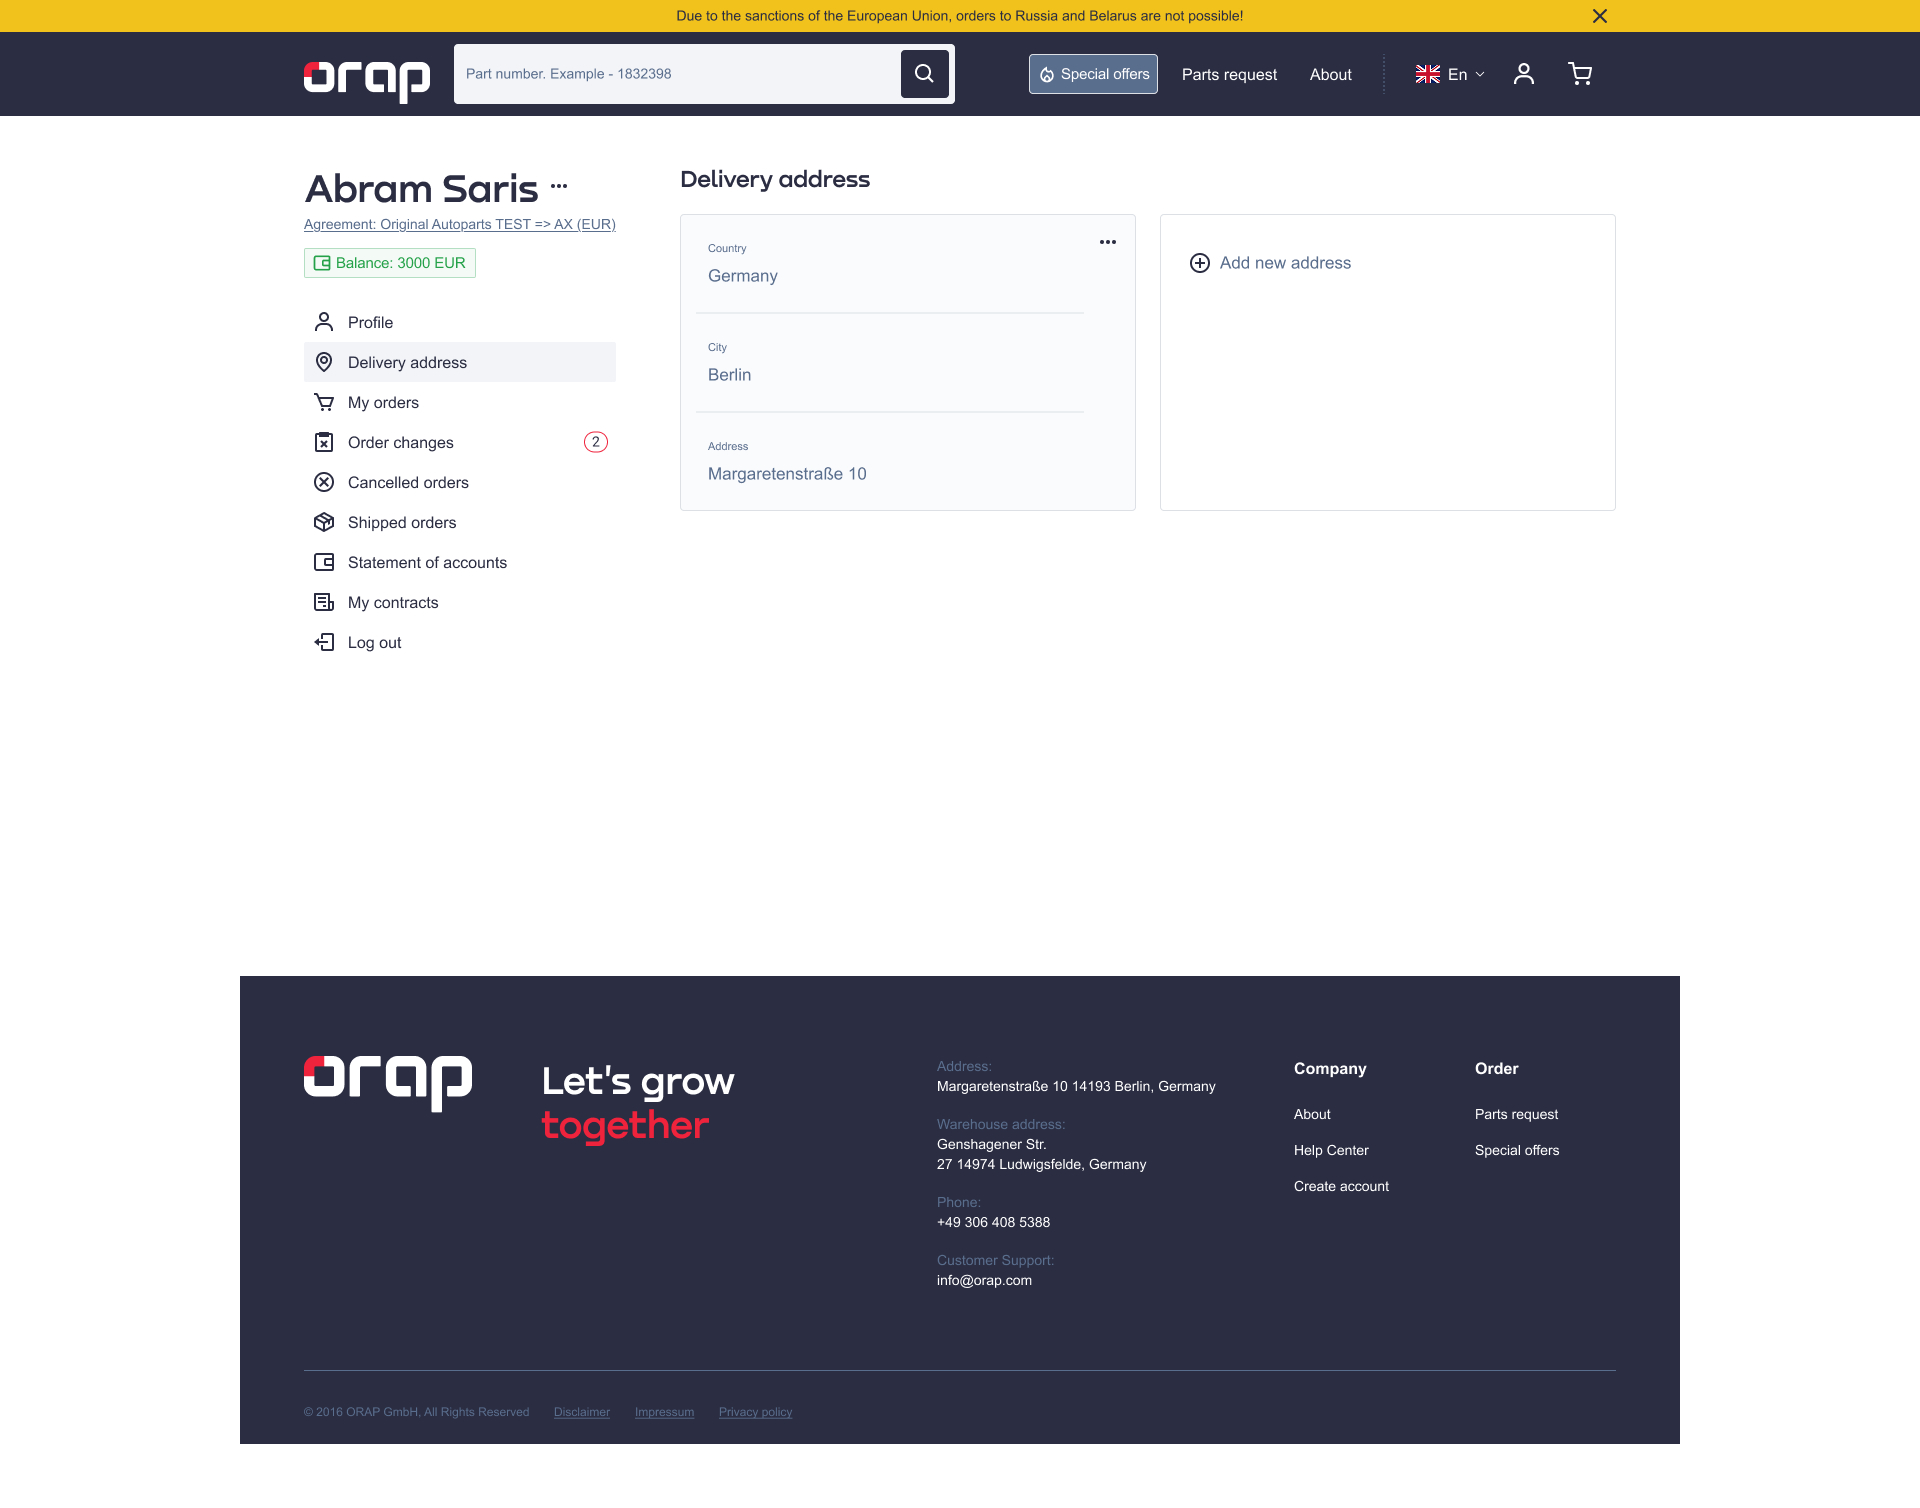 Due to the sanctions of the European Union, orders to Russia and Belarus are not possible!
orap
Part number. Example - 1832398
Special offers
Parts request
About
En
Abram Saris
Agreement: Original Autoparts TEST => AX (EUR)
Balance: 3000 EUR
Profile
Delivery address
My orders
Order changes
2
Cancelled orders
Shipped orders
Statement of accounts
My contracts
Log out
Delivery address
Country
Germany
City
Berlin
Address
Margaretenstraße 10
Add new address
orap
Let's grow
together
Address:
Margaretenstraße 10 14193 Berlin, Germany
Warehouse address:
Genshagener Str.
27 14974 Ludwigsfelde, Germany
Phone:
+49 306 408 5388
Customer Support:
info@orap.com
Company
About
Help Center
Create account
Order
Parts request
Special offers
© 2016 ORAP GmbH, All Rights Reserved
Disclaimer
Impressum
Privacy policy